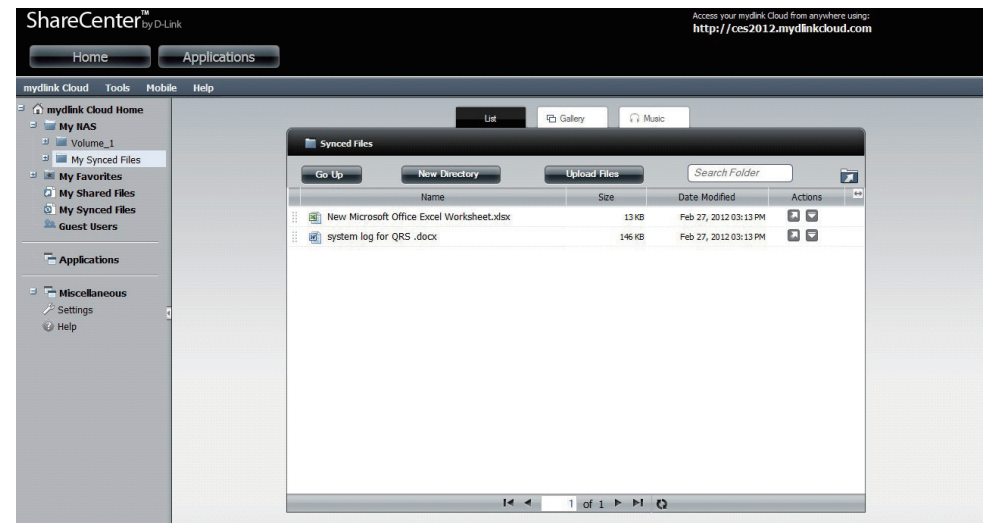 ShareCenter™ by D-Link
Access your mydlink Cloud from anywhere using:
http://ces2012.mydlinkcloud.com
Home Applications
mydlink Cloud Tools Mobile Help
mydlink Cloud Home
My NAS
Volume_1
My Synced Files
My Favorites
My Shared Files
My Synced Files
Guest Users
Applications
Miscellaneous
Settings
Help
List Gallery Music
Synced Files
Go Up New Directory Upload Files Search Folder
Name Size Date Modified Actions
New Microsoft Office Excel Worksheet.xlsx 13 KB Feb 27, 2012 03:13 PM
system log for QRS .docx 146 KB Feb 27, 2012 03:13 PM
1 of 1